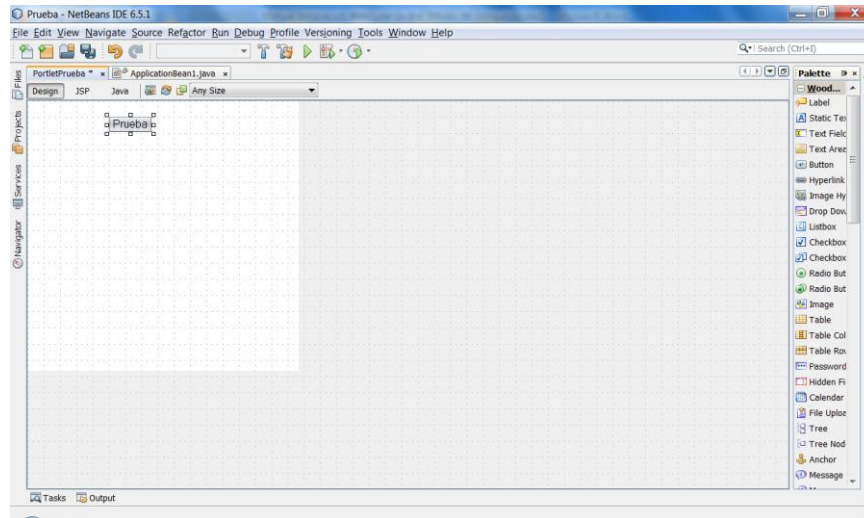 Prueba - NetBeans IDE 6.5.1
File Edit View Navigate Source Refactor Run Debug Profile Versioning Tools Window Help
Search (Ctrl+I)
PortletPrueba *
ApplicationBean1.java
Design JSP Java Any Size
Prueba
Files
Projects
Services
Navigator
Palette
Wood...
Label
Static Te
Text Field
Text Area
Button
Hyperlink
Image Hy
Drop Dow
Listbox
Checkbox
Checkbox
Radio But
Radio But
Image
Table
Table Col
Table Row
Password
Hidden Fi
Calendar
File Uploa
Tree
Tree Nod
Anchor
Message
Tasks
Output